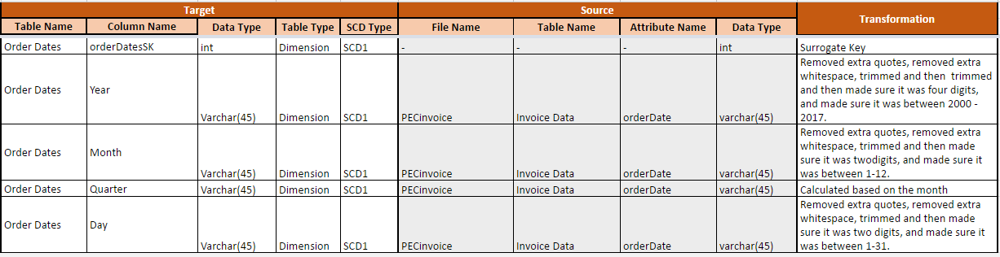 Target Source Transformation
Table Name Column Name Data Type Table Type SCD Type File Name Table Name Attribute Name Data Type
Order Dates orderDatesSK int Dimension SCD1 - - - int Surrogate Key
Order Dates Year Varchar(45) Dimension SCD1 PECinvoice Invoice Data orderDate varchar(45) Removed extra quotes, removed extra
whitespace, trimmed and then trimmed
and then made sure it was four digits,
and made sure it was between 2000 -
2017.
Order Dates Month Varchar(45) Dimension SCD1 PECinvoice Invoice Data orderDate varchar(45) Removed extra quotes, removed extra
whitespace, trimmed and then made
sure it was twodigits, and made sure it
was between 1-12.
Order Dates Quarter Varchar(45) Dimension SCD1 PECinvoice Invoice Data orderDate varchar(45) Calculated based on the month
Order Dates Day Varchar(45) Dimension SCD1 PECinvoice Invoice Data orderDate varchar(45) Removed extra quotes, removed extra
whitespace, trimmed and then made
sure it was two digits, and made sure it
was between 1-31.